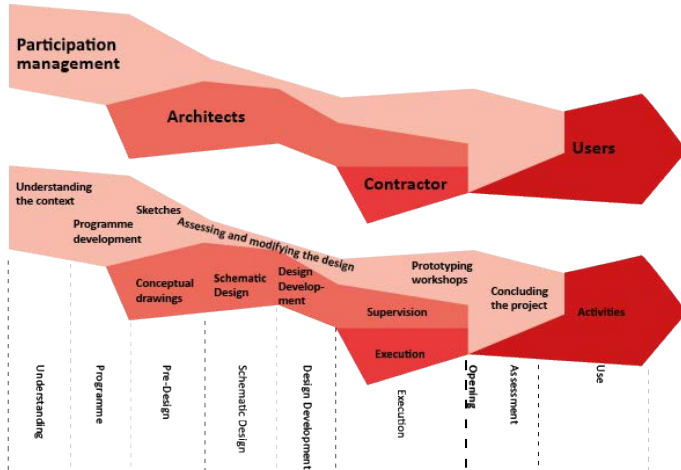 Participation
management
Architects
Users
Contractor
Understanding
the context
Sketches
Programme
development
Assessing and modifying the design
Conceptual
drawings
Schematic
Design
Design
Develop-
ment
Prototyping
workshops
Supervision
Concluding
the project
Activities
Execution
Understanding
Programme
Pre-Design
Schematic Design
Design Development
Execution
Opening
Assessment
Use